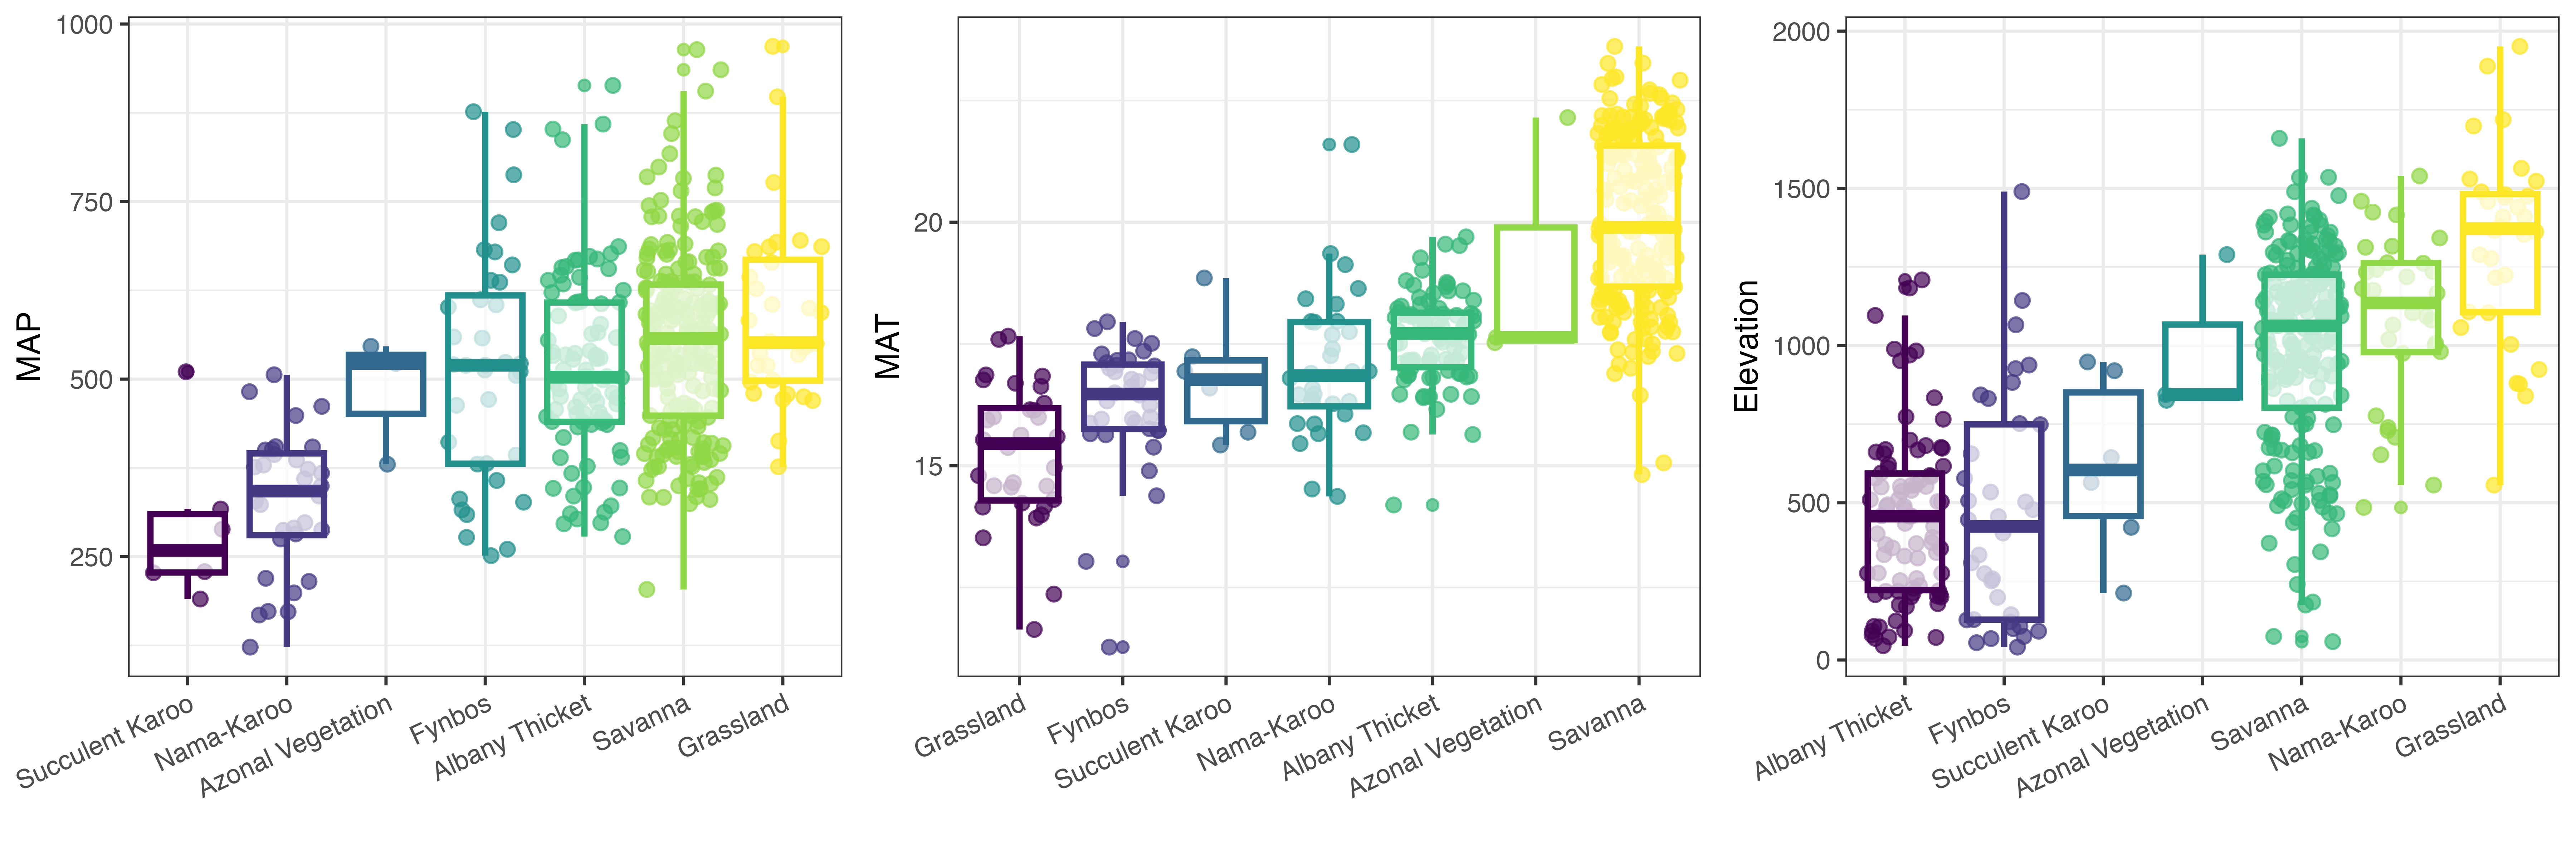 MAP
1000
750
500
250
Succulent Karoo
Nama-Karoo
Azonal Vegetation
Fynbos
Albany Thicket
Savanna
Grassland
MAT
20
15
Grassland
Fynbos
Succulent Karoo
Nama-Karoo
Albany Thicket
Azonal Vegetation
Savanna
Elevation
2000
1500
1000
500
0
Albany Thicket
Fynbos
Succulent Karoo
Azonal Vegetation
Savanna
Nama-Karoo
Grassland